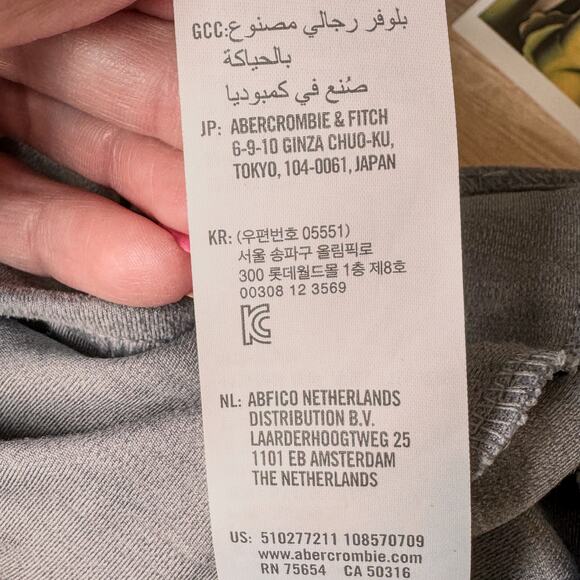 GCC: بلوفر رجالي مصنوع
بالحياكة
صُنع في كمبوديا
JP: ABERCROMBIE & FITCH
6-9-10 GINZA CHUO-KU,
TOKYO, 104-0061, JAPAN
KR: (우편번호 05551)
서울 송파구 올림픽로
300 롯데월드몰 1층 제8호
00308 12 3569
KC
NL: ABFICO NETHERLANDS
DISTRIBUTION B.V.
LAARDERHOOGTWEG 25
1101 EB AMSTERDAM
THE NETHERLANDS
US: 510277211 108570709
www.abercrombie.com
RN 75654 CA 50316